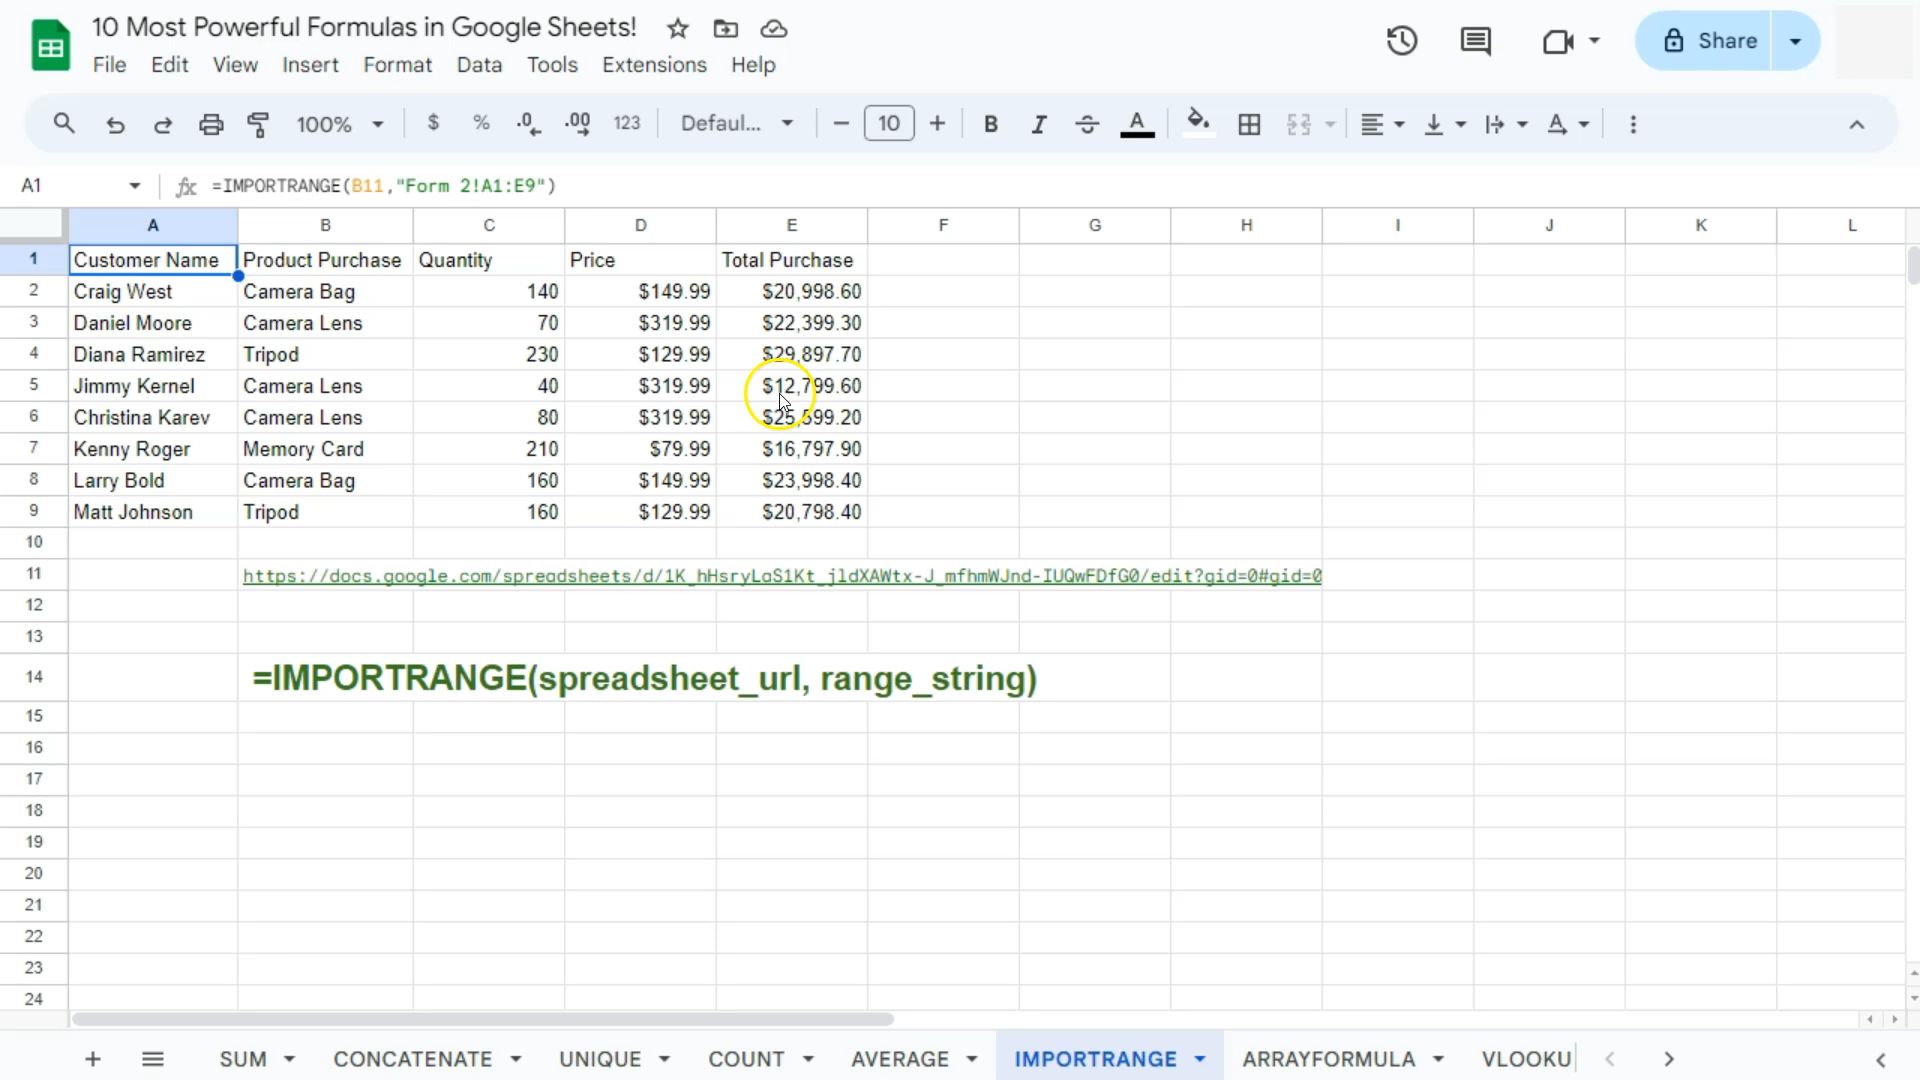 10 Most Powerful Formulas in Google Sheets!
File Edit View Insert Format Data Tools Extensions Help
Share
100% $ % .0 .00 123 Defaul... 10 B I A
A1 fx =IMPORTRANGE(B11,"Form 2!A1:E9")
A B C D E F G H I J K L
1 Customer Name Product Purchase Quantity Price Total Purchase
2 Craig West Camera Bag 140 $149.99 $20,998.60
3 Daniel Moore Camera Lens 70 $319.99 $22,399.30
4 Diana Ramirez Tripod 230 $129.99 $29,897.70
5 Jimmy Kernel Camera Lens 40 $319.99 $12,799.60
6 Christina Karev Camera Lens 80 $319.99 $25,599.20
7 Kenny Roger Memory Card 210 $79.99 $16,797.90
8 Larry Bold Camera Bag 160 $149.99 $23,998.40
9 Matt Johnson Tripod 160 $129.99 $20,798.40
10
11 https://docs.google.com/spreadsheets/d/1K_hHsryLaS1Kt_jldXAWtx-J_mfhmWJnd-IUQwFDfG0/edit?gid=0#gid=0
12
13
14 =IMPORTRANGE(spreadsheet_url, range_string)
15
16
17
18
19
20
21
22
23
24
SUM CONCATENATE UNIQUE COUNT AVERAGE IMPORTRANGE ARRAYFORMULA VLOOKU